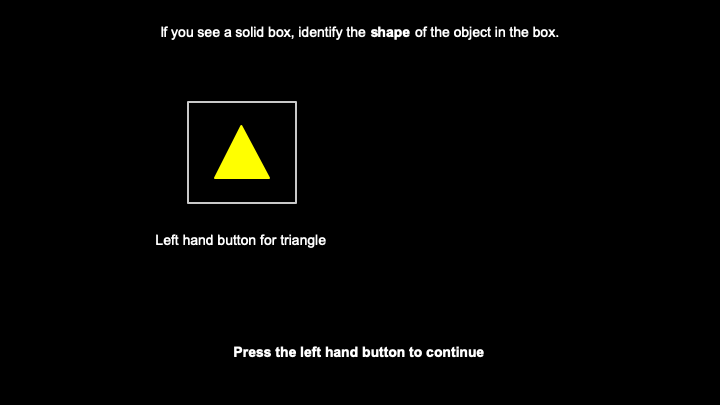 If you see a solid box, identify the shape of the object in the box.
Left hand button for triangle
Press the left hand button to continue